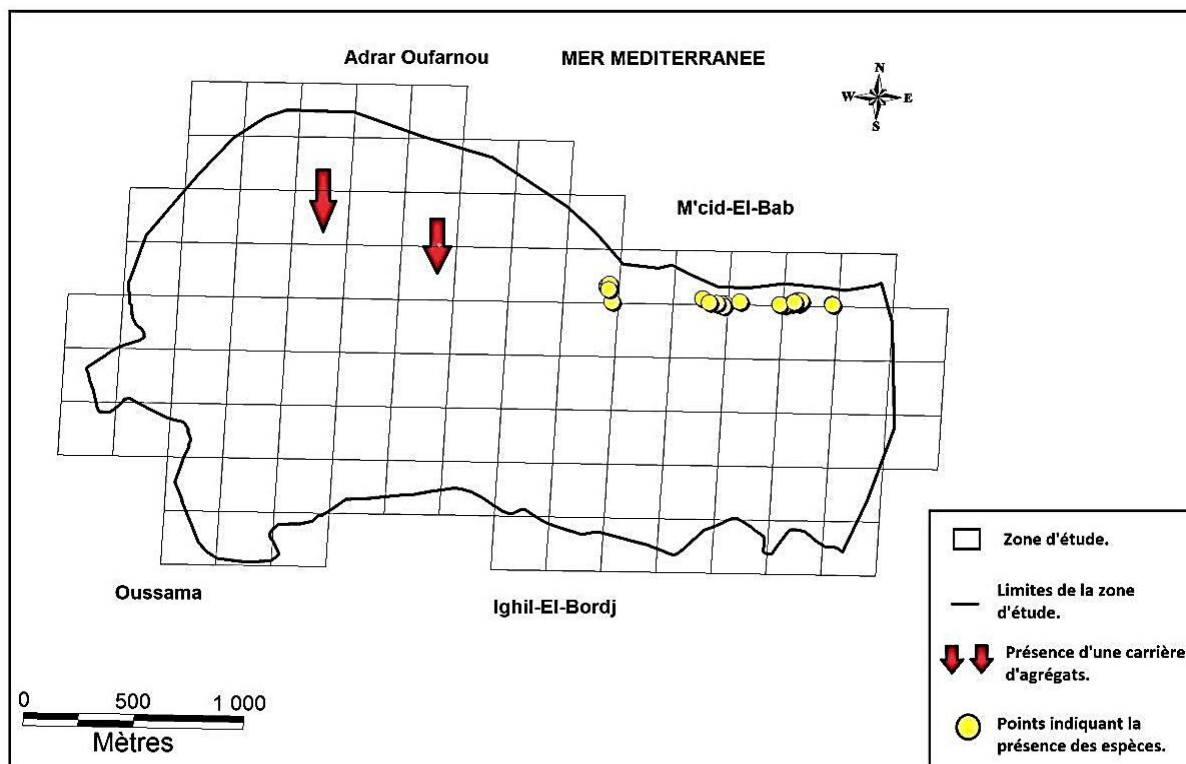 Adrar Oufarnou
MER MEDITERRANEE
N
W E
S
M'cid-El-Bab
Oussama
Ighil-El-Bordj
0 500 1 000
Mètres
Zone d'étude.
Limites de la zone
d'étude.
Présence d'une carrière
d'agrégats.
Points indiquant la
présence des espèces.